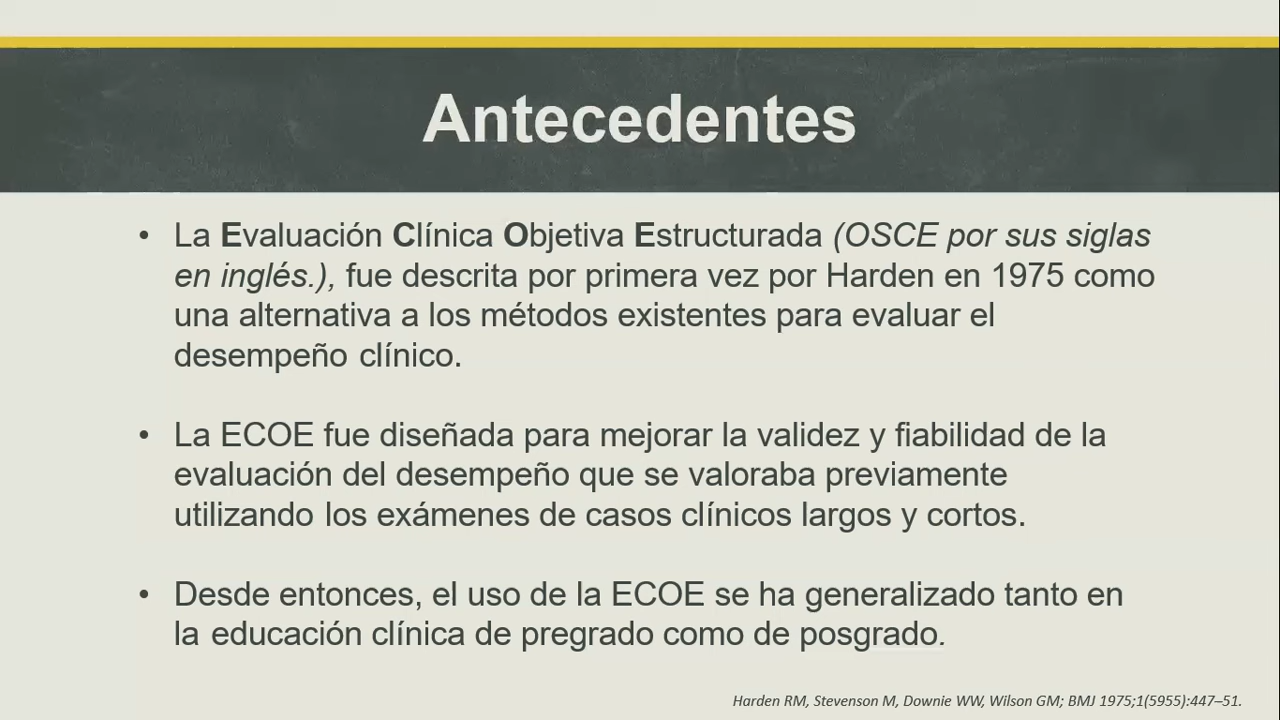 Antecedentes
• La Evaluación Clínica Objetiva Estructurada (OSCE por sus siglas
en inglés.), fue descrita por primera vez por Harden en 1975 como
una alternativa a los métodos existentes para evaluar el
desempeño clínico.
• La ECOE fue diseñada para mejorar la validez y fiabilidad de la
evaluación del desempeño que se valoraba previamente
utilizando los exámenes de casos clínicos largos y cortos.
• Desde entonces, el uso de la ECOE se ha generalizado tanto en
la educación clínica de pregrado como de posgrado.
Harden RM, Stevenson M, Downie WW, Wilson GM; BMJ 1975;1(5955):447–51.